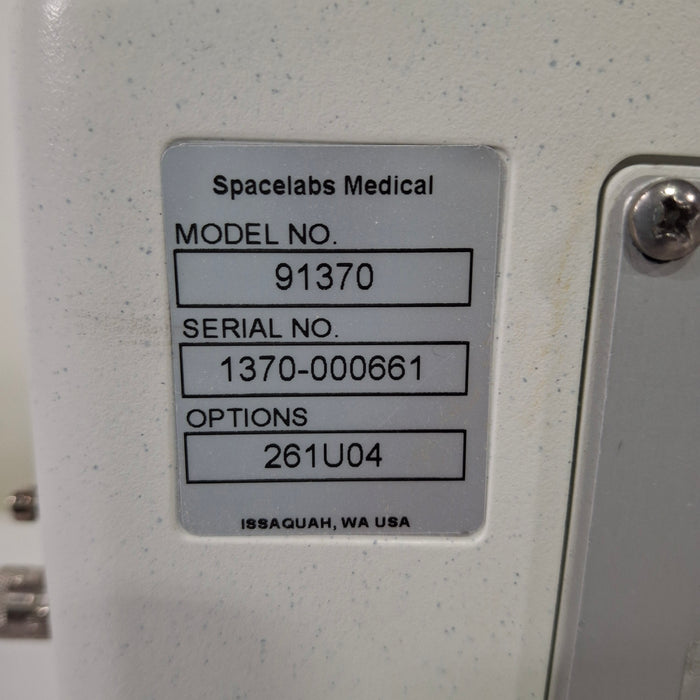 Spacelabs Medical
MODEL NO.
91370
SERIAL NO.
1370-000661
OPTIONS
261U04
ISSAQUAH, WA USA